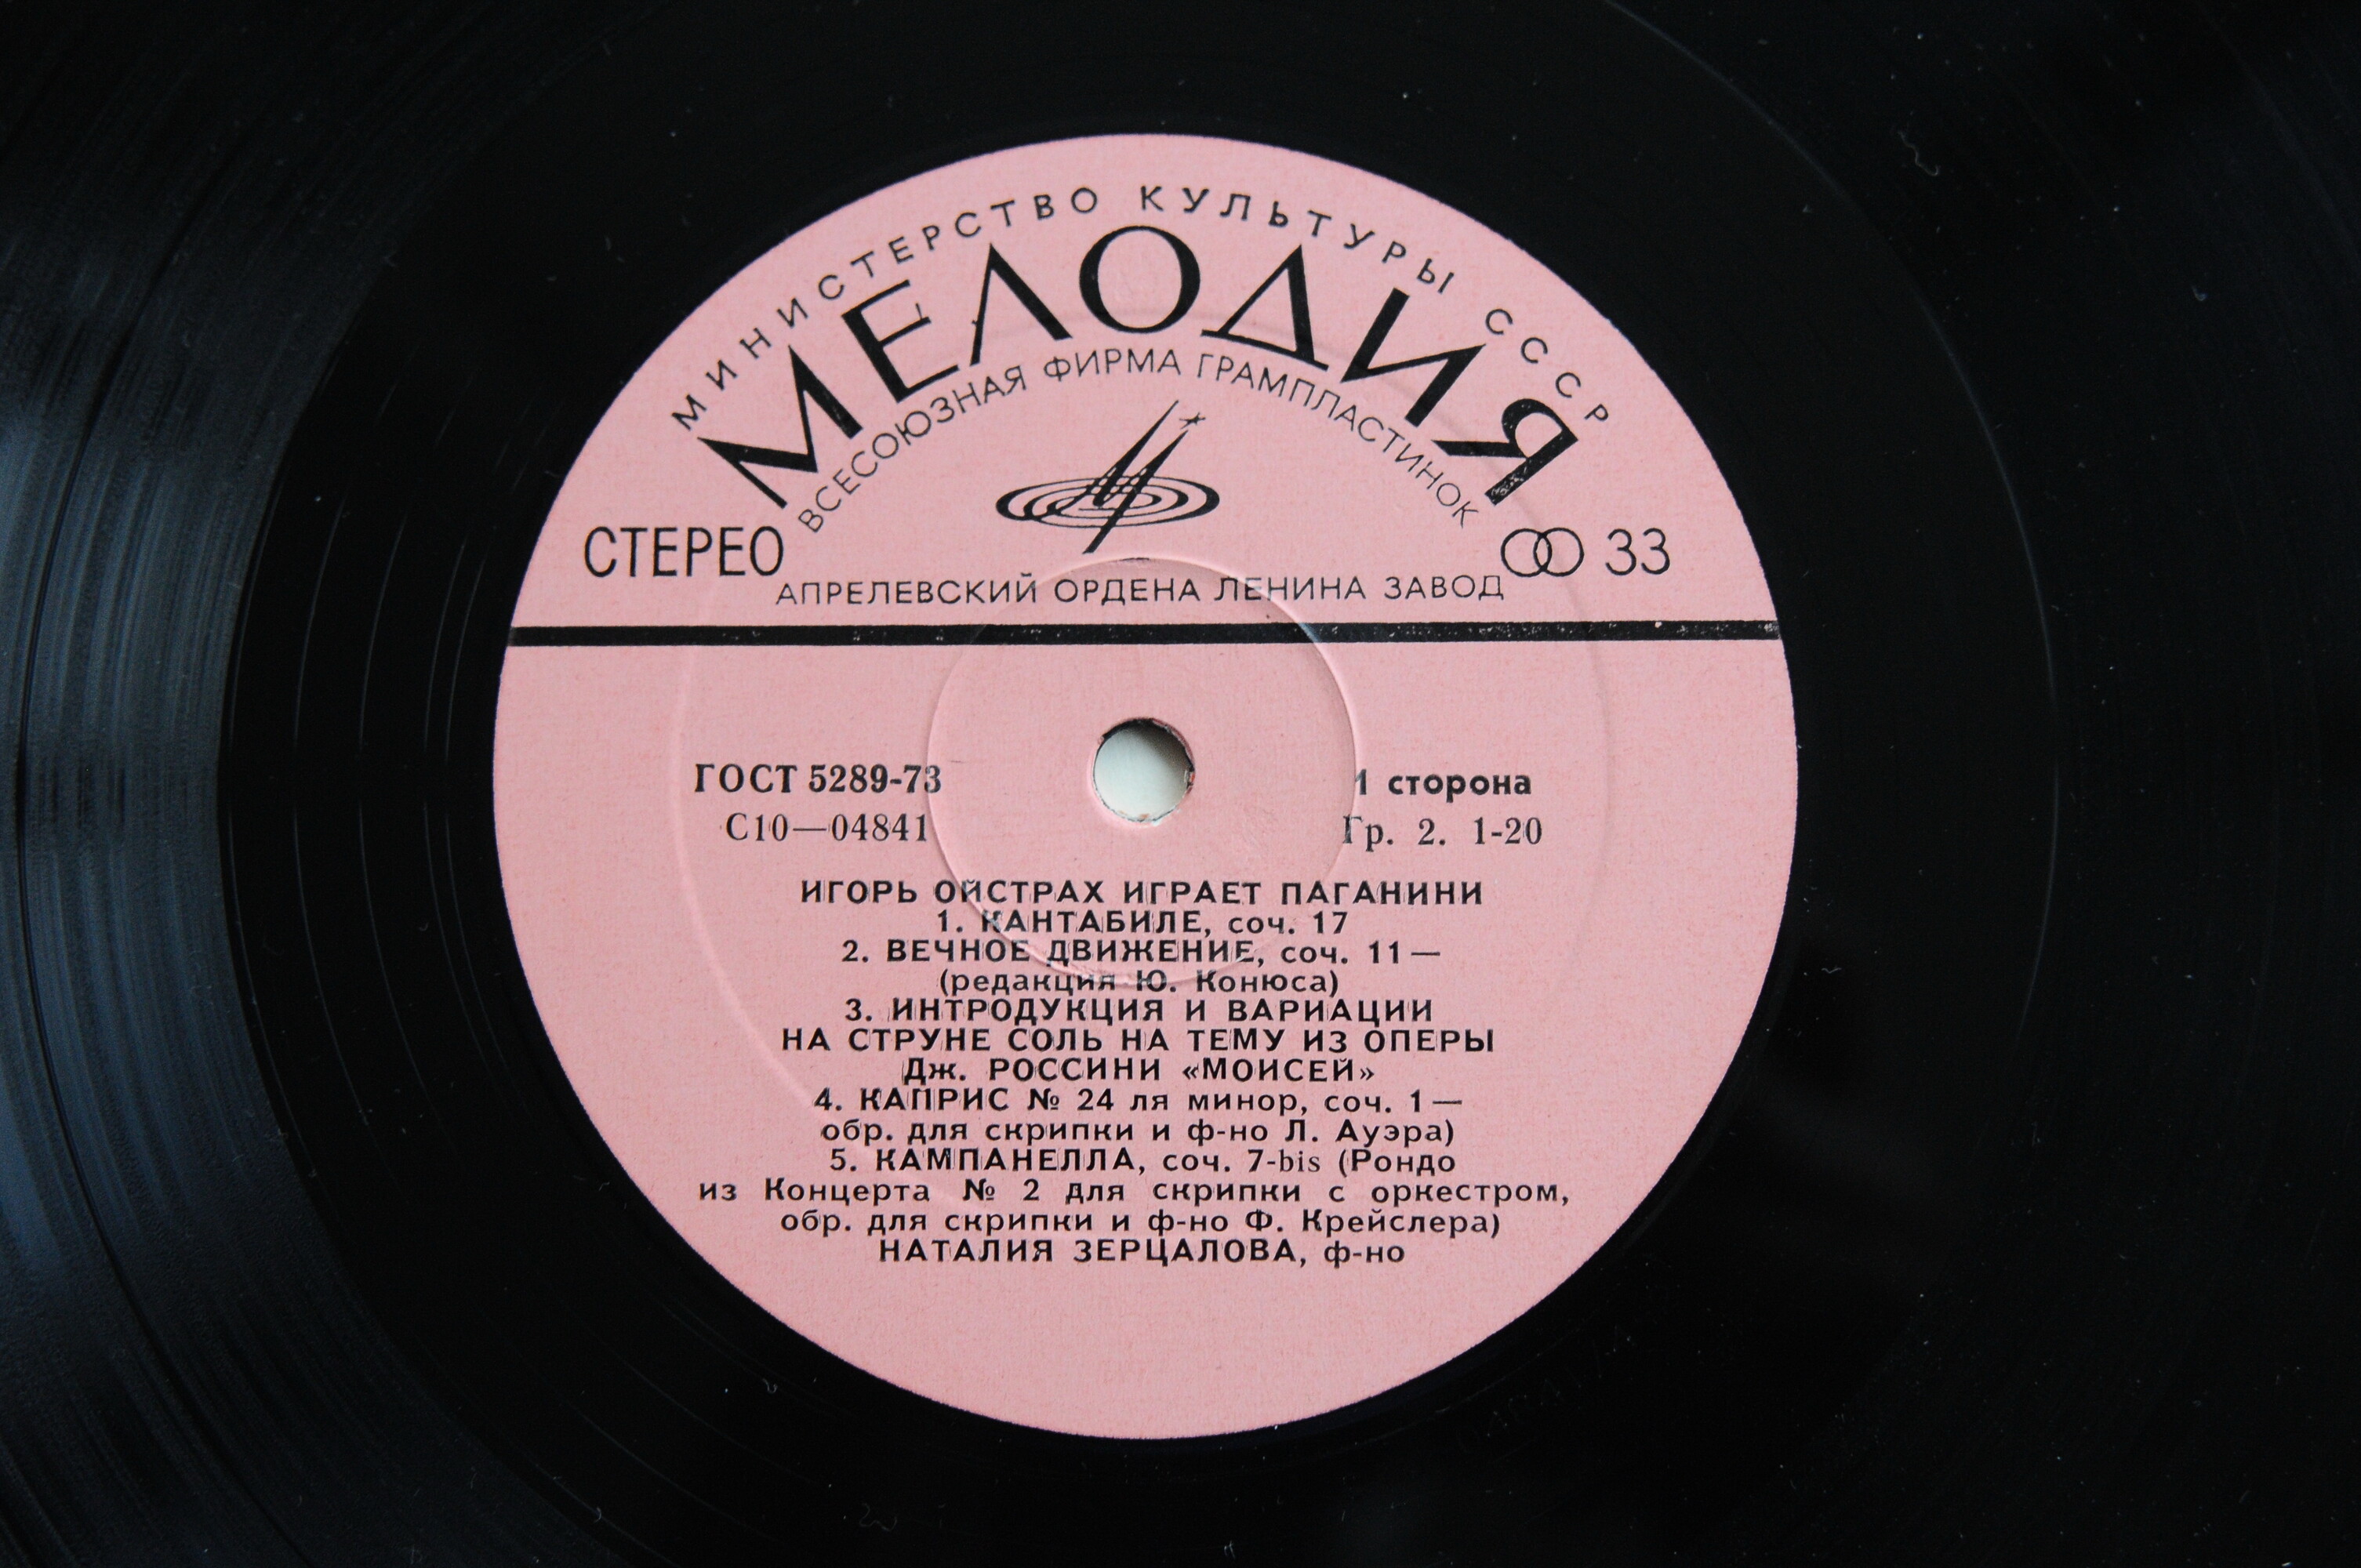 МИНИСТЕРСТВО КУЛЬТУРЫ СССР
МЕЛОДИЯ
ВСЕСОЮЗНАЯ ФИРМА ГРАМПЛАСТИНОК
СТЕРЕО 33
АПРЕЛЕВСКИЙ ОРДЕНА ЛЕНИНА ЗАВОД
ГОСТ 5289-73 1 сторона
С10—04841 Гр. 2. 1-20
ИГОРЬ ОЙСТРАХ ИГРАЕТ ПАГАНИНИ
1. КАНТАБИЛЕ, соч. 17
2. ВЕЧНОЕ ДВИЖЕНИЕ, соч. 11—
(редакция Ю. Конюса)
3. ИНТРОДУКЦИЯ И ВАРИАЦИИ
НА СТРУНЕ СОЛЬ НА ТЕМУ ИЗ ОПЕРЫ
Дж. РОССИНИ «МОИСЕЙ»
4. КАПРИС № 24 ля минор, соч. 1—
обр. для скрипки и ф-но Л. Ауэра)
5. КАМПАНЕЛЛА, соч. 7-bis (Рондо
из Концерта № 2 для скрипки с оркестром,
обр. для скрипки и ф-но Ф. Крейслера)
НАТАЛИЯ ЗЕРЦАЛОВА, ф-но